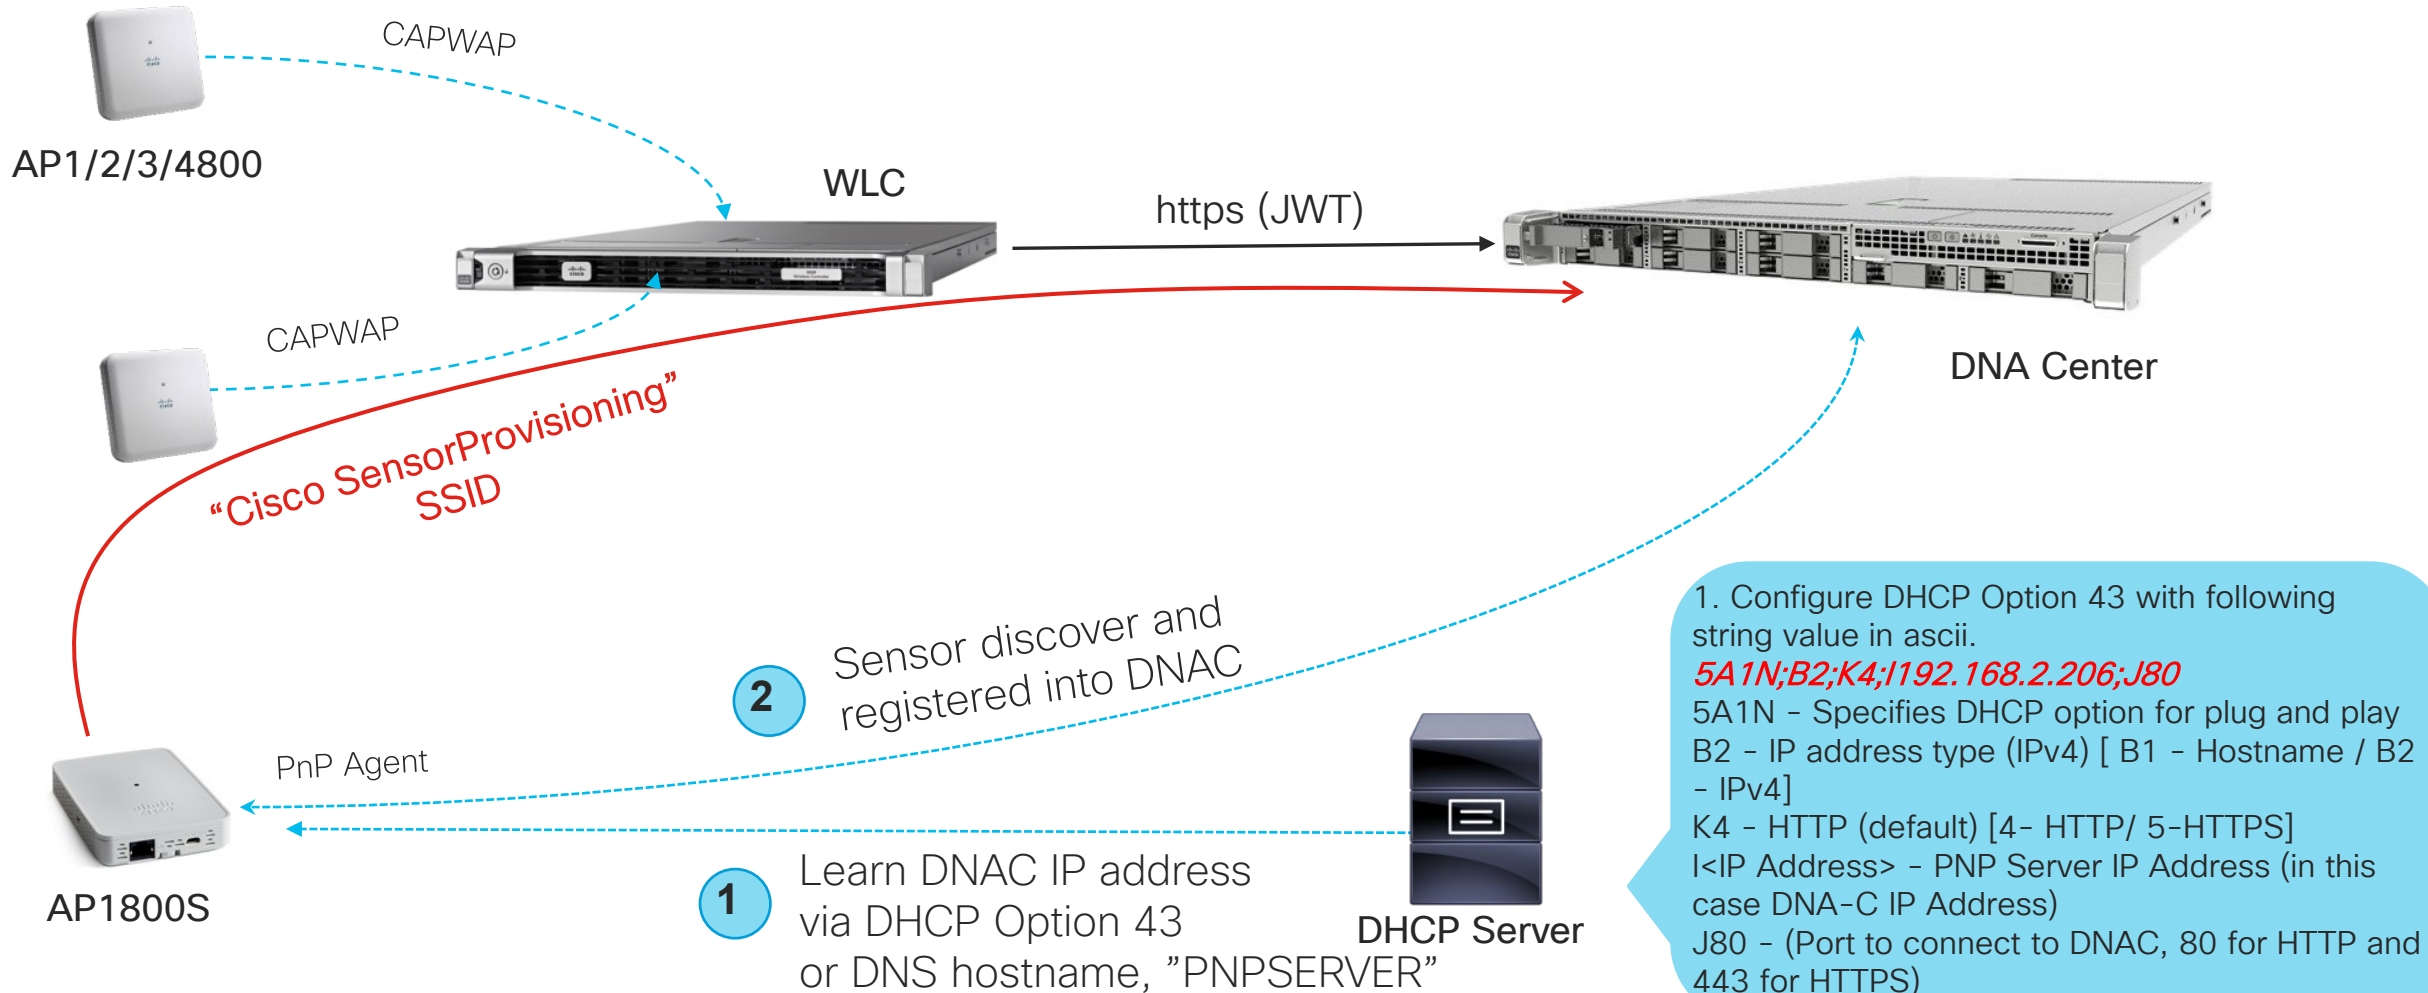 CAPWAP
AP1/2/3/4800
WLC
https (JWT)
CAPWAP
DNA Center
“Cisco SensorProvisioning”
SSID
2
Sensor discover and
registered into DNAC
PnP Agent
AP1800S
1
Learn DNAC IP address
via DHCP Option 43
or DNS hostname, ”PNPSERVER”
DHCP Server
1. Configure DHCP Option 43 with following
string value in ascii.
5A1N;B2;K4;I192.168.2.206;J80
5A1N – Specifies DHCP option for plug and play
B2 – IP address type (IPv4) [ B1 – Hostname / B2
– IPv4]
K4 – HTTP (default) [4- HTTP/ 5-HTTPS]
I<IP Address> – PNP Server IP Address (in this
case DNA-C IP Address)
J80 – (Port to connect to DNAC, 80 for HTTP and
443 for HTTPS)